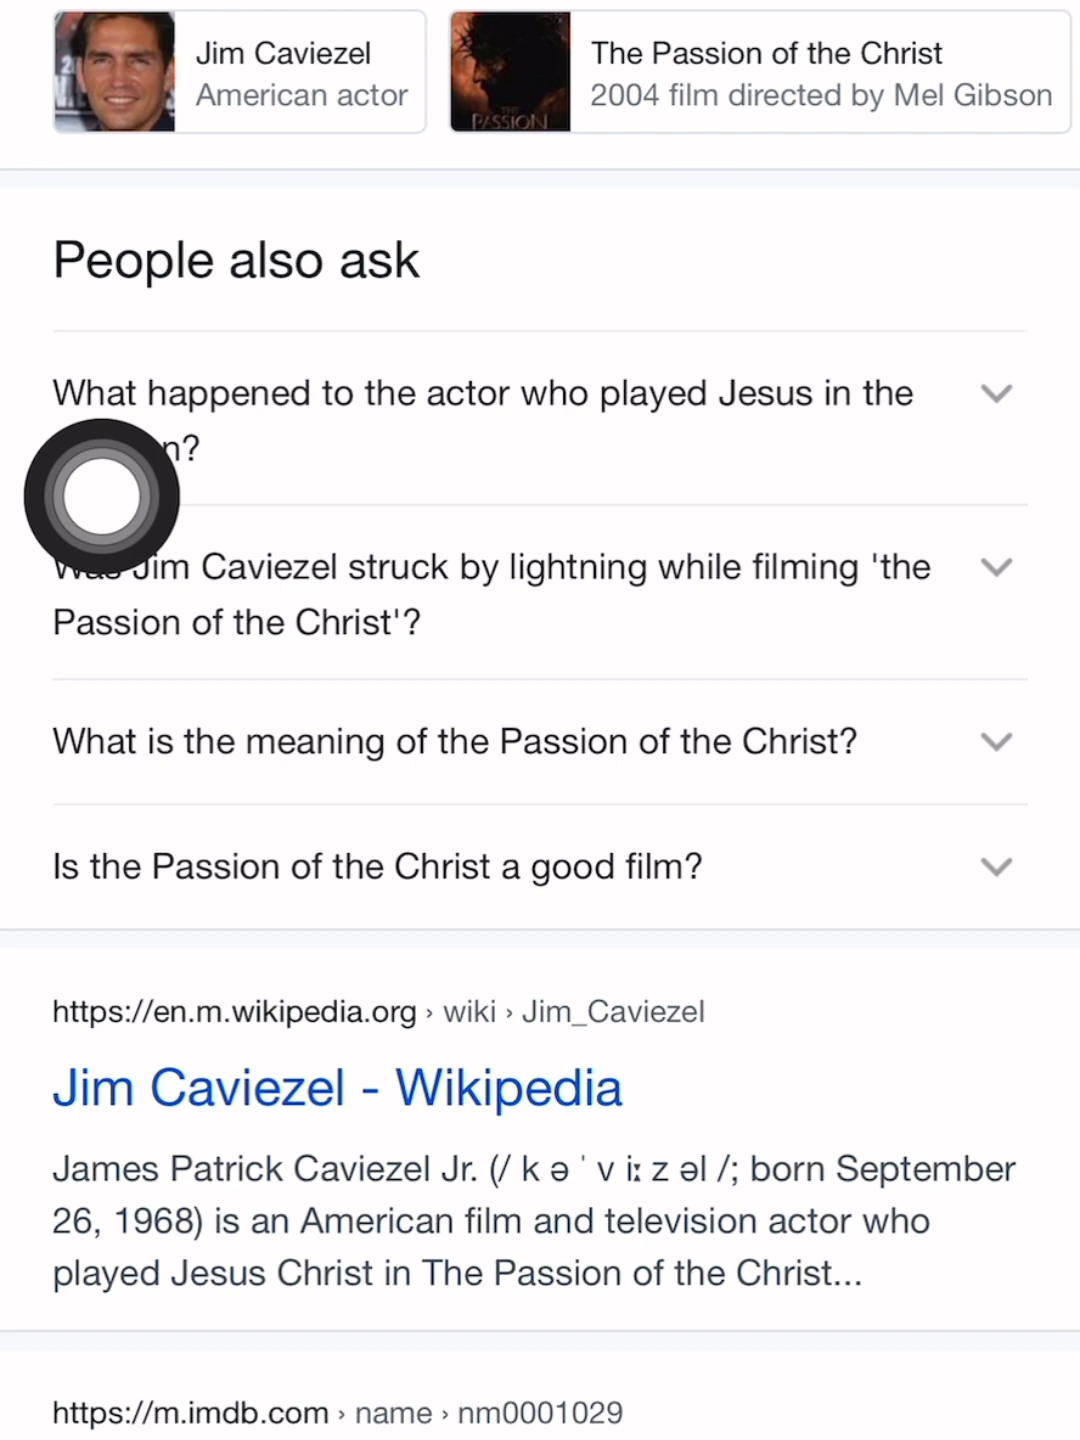 Jim Caviezel
American actor
The Passion of the Christ
2004 film directed by Mel Gibson
THE
PASSION
People also ask
What happened to the actor who played Jesus in the
n?
Was Jim Caviezel struck by lightning while filming 'the
Passion of the Christ'?
What is the meaning of the Passion of the Christ?
Is the Passion of the Christ a good film?
https://en.m.wikipedia.org › wiki › Jim_Caviezel
Jim Caviezel - Wikipedia
James Patrick Caviezel Jr. (/ k ə ˈ v iː z əl /; born September
26, 1968) is an American film and television actor who
played Jesus Christ in The Passion of the Christ...
https://m.imdb.com › name › nm0001029